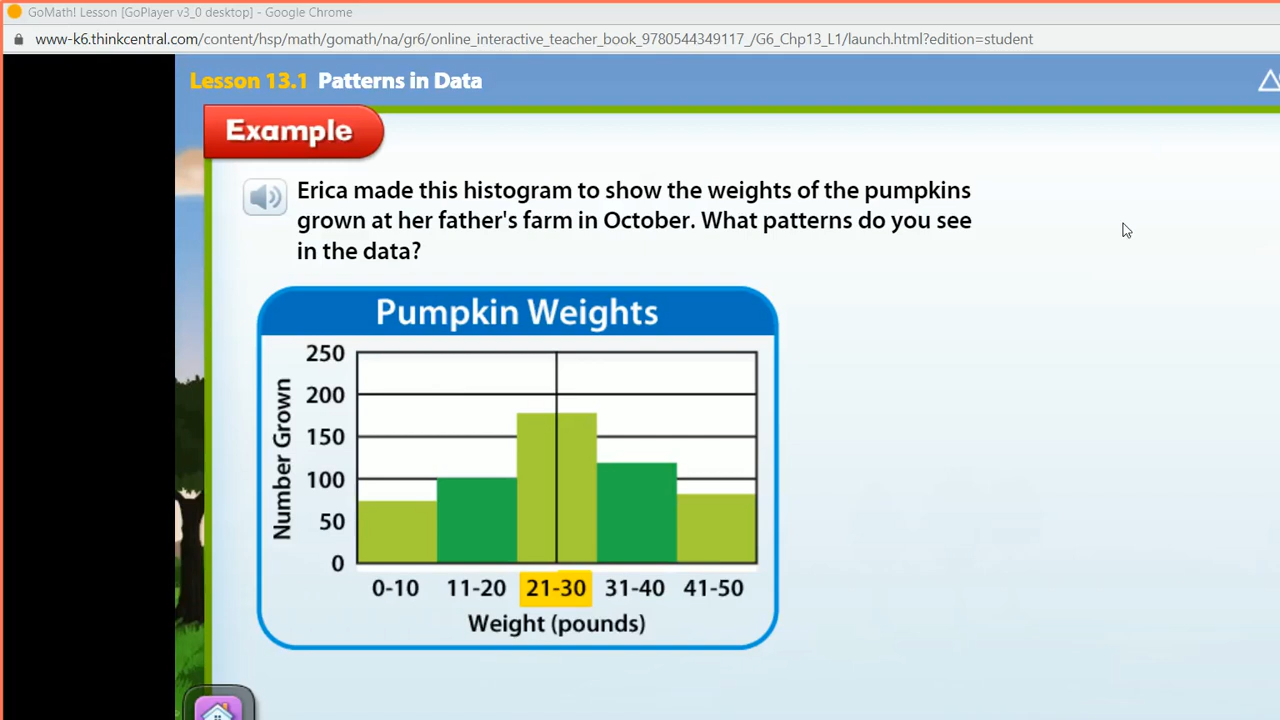 GoMath! Lesson [GoPlayer v3_0 desktop] - Google Chrome
www-k6.thinkcentral.com/content/hsp/math/gomath/na/gr6/online_interactive_teacher_book_9780544349117_/G6_Chp13_L1/launch.html?edition=student
Lesson 13.1 Patterns in Data
Example
Erica made this histogram to show the weights of the pumpkins
grown at her father's farm in October. What patterns do you see
in the data?
Pumpkin Weights
250
200
150
100
50
0
Number Grown
0-10 11-20 21-30 31-40 41-50
Weight (pounds)